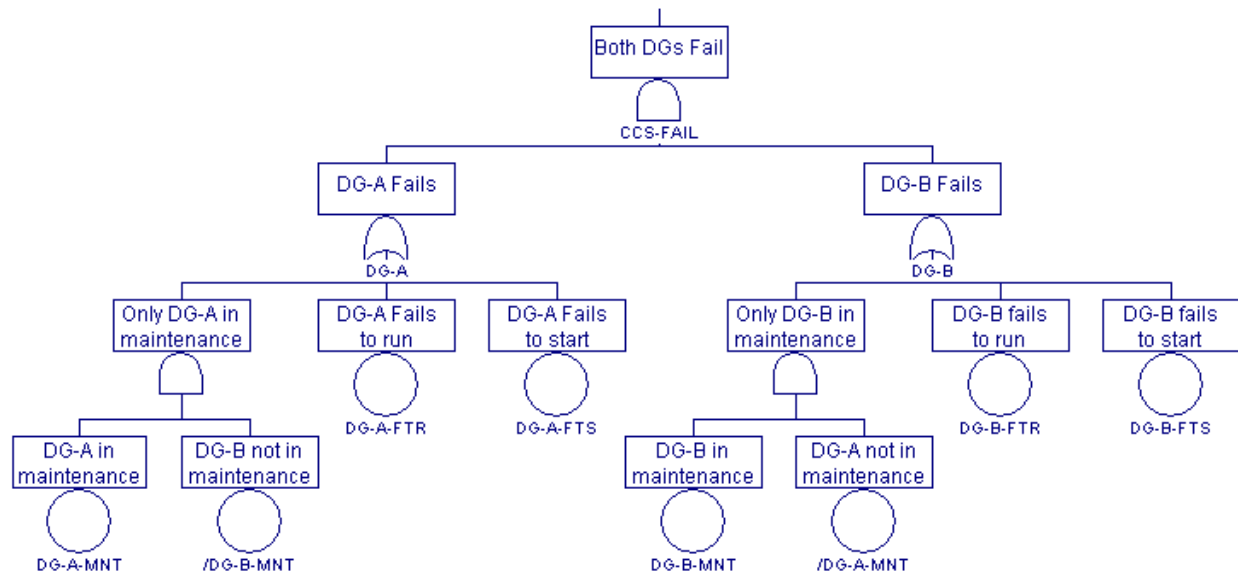 Both DGs Fail
CCS-FAIL
DG-A Fails
DG-B Fails
DG-A
DG-B
Only DG-A in
maintenance
DG-A Fails
to run
DG-A Fails
to start
Only DG-B in
maintenance
DG-B fails
to run
DG-B fails
to start
DG-A-FTR
DG-A-FTS
DG-B-FTR
DG-B-FTS
DG-A in
maintenance
DG-B not in
maintenance
DG-B in
maintenance
DG-A not in
maintenance
DG-A-MNT
/DG-B-MNT
DG-B-MNT
/DG-A-MNT